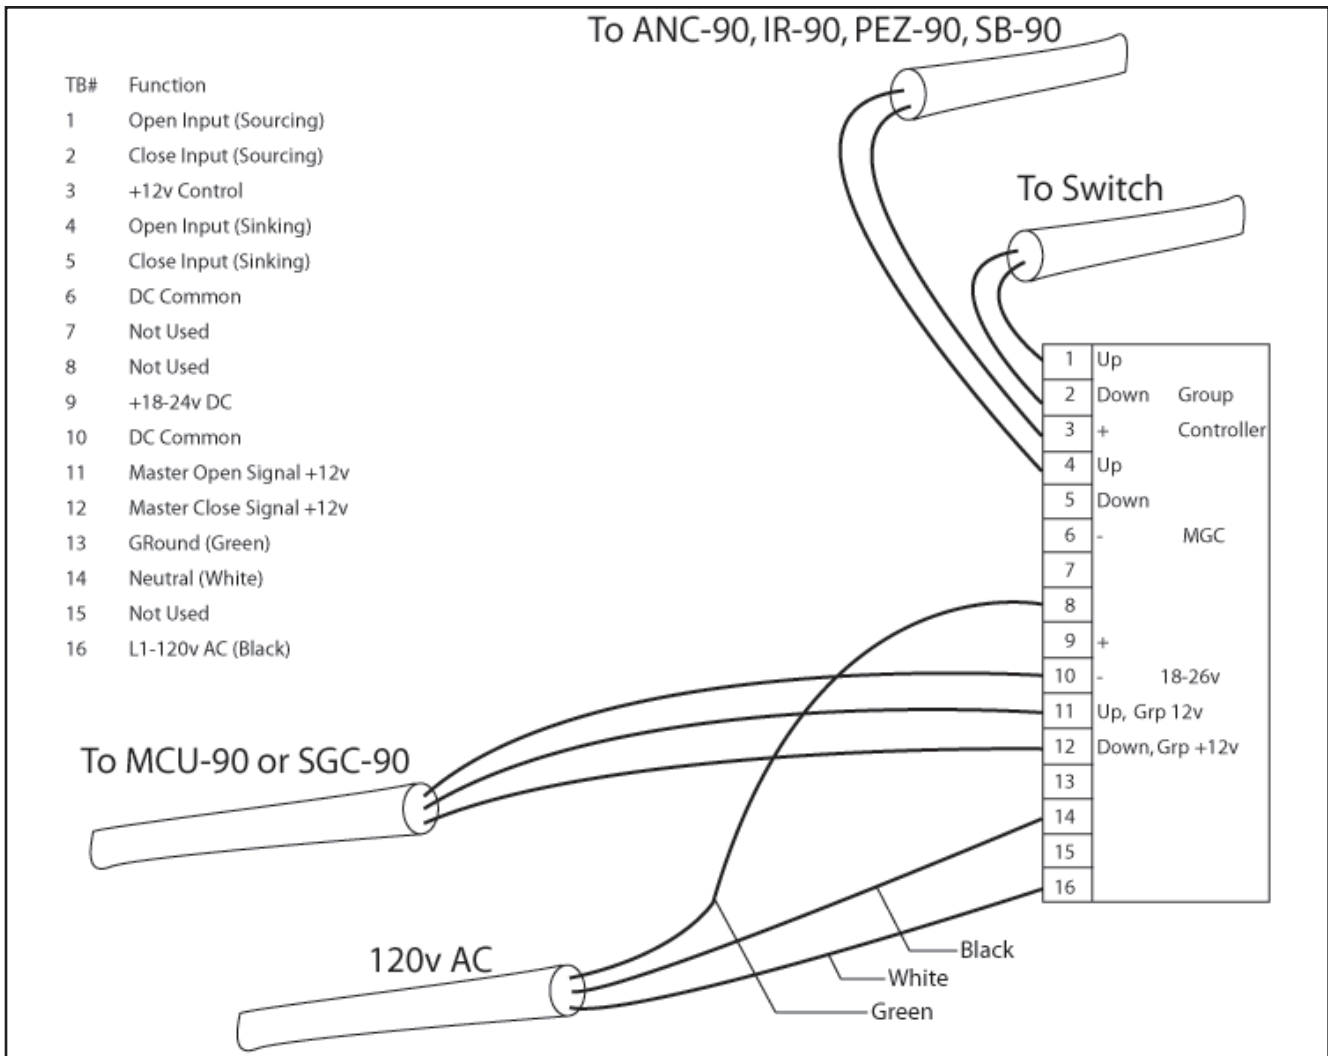 To ANC-90, IR-90, PEZ-90, SB-90
TB# Function
1 Open Input (Sourcing)
2 Close Input (Sourcing)
3 +12v Control
4 Open Input (Sinking)
5 Close Input (Sinking)
6 DC Common
7 Not Used
8 Not Used
9 +18-24v DC
10 DC Common
11 Master Open Signal +12v
12 Master Close Signal +12v
13 GRound (Green)
14 Neutral (White)
15 Not Used
16 L1-120v AC (Black)
To Switch
1 Up
2 Down Group
3 + Controller
4 Up
5 Down
6 - MGC
7
8
9 +
10 - 18-26v
11 Up, Grp 12v
12 Down, Grp +12v
13
14
15
16
To MCU-90 or SGC-90
120v AC
Black
White
Green